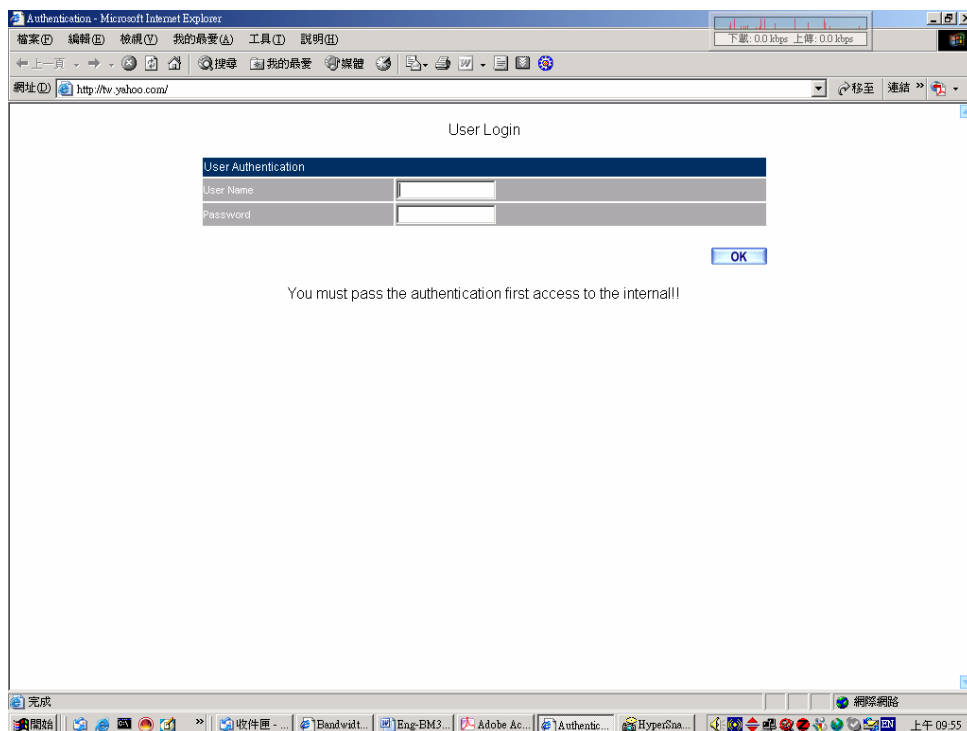 Authentication - Microsoft Internet Explorer
檔案(F) 編輯(E) 檢視(V) 我的最愛(A) 工具(T) 說明(H)
下載: 0.0 kbps 上傳: 0.0 kbps
上一頁 搜尋 我的最愛 媒體
網址(D) http://tw.yahoo.com/ 移至 連結 »
User Login
User Authentication
User Name
Password
OK
You must pass the authentication first access to the internal!!
完成 網際網路
開始 » 收件匣 - ... Bandwidt... Eng-BM3... Adobe Ac... Authentic... HyperSna... EN 上午 09:55